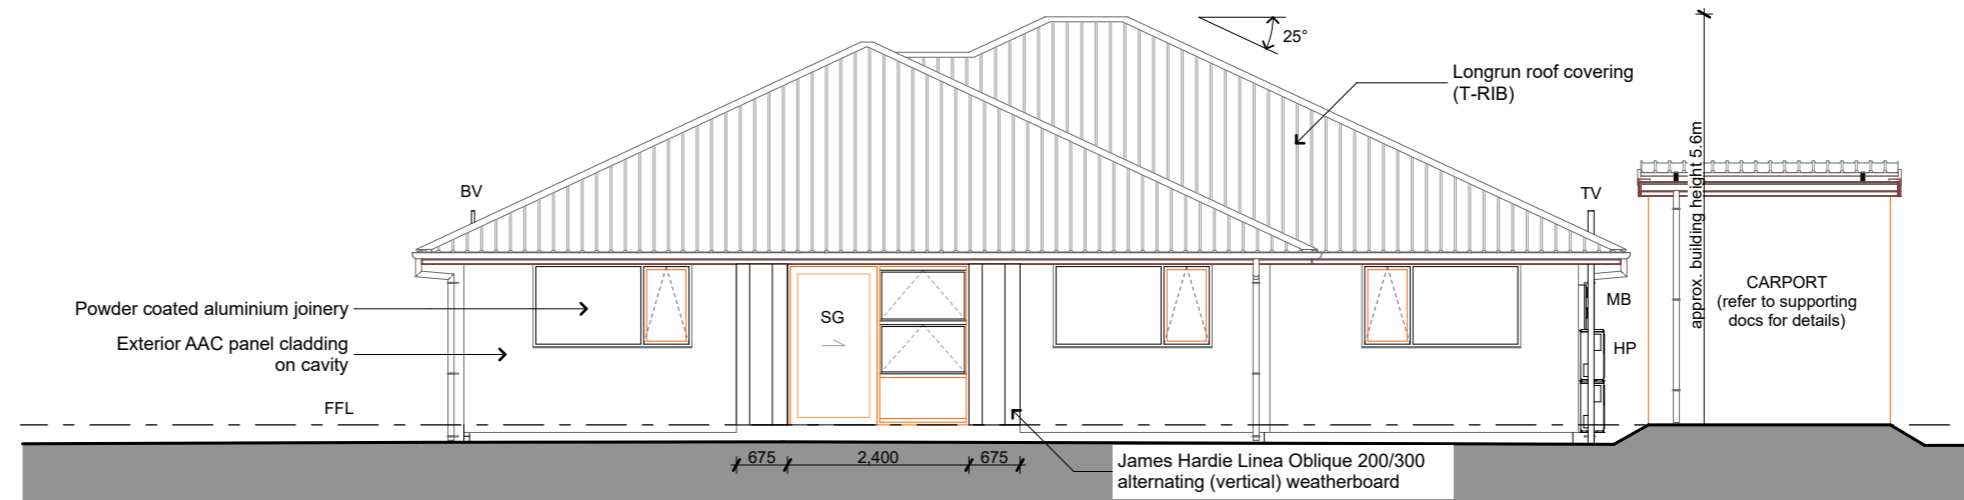 25°
Longrun roof covering
(T-RIB)
approx. building height 5.6m
BV
TV
Powder coated aluminium joinery
Exterior AAC panel cladding
on cavity
SG
MB
HP
CARPORT
(refer to supporting
docs for details)
FFL
675
2,400
675
James Hardie Linea Oblique 200/300
alternating (vertical) weatherboard